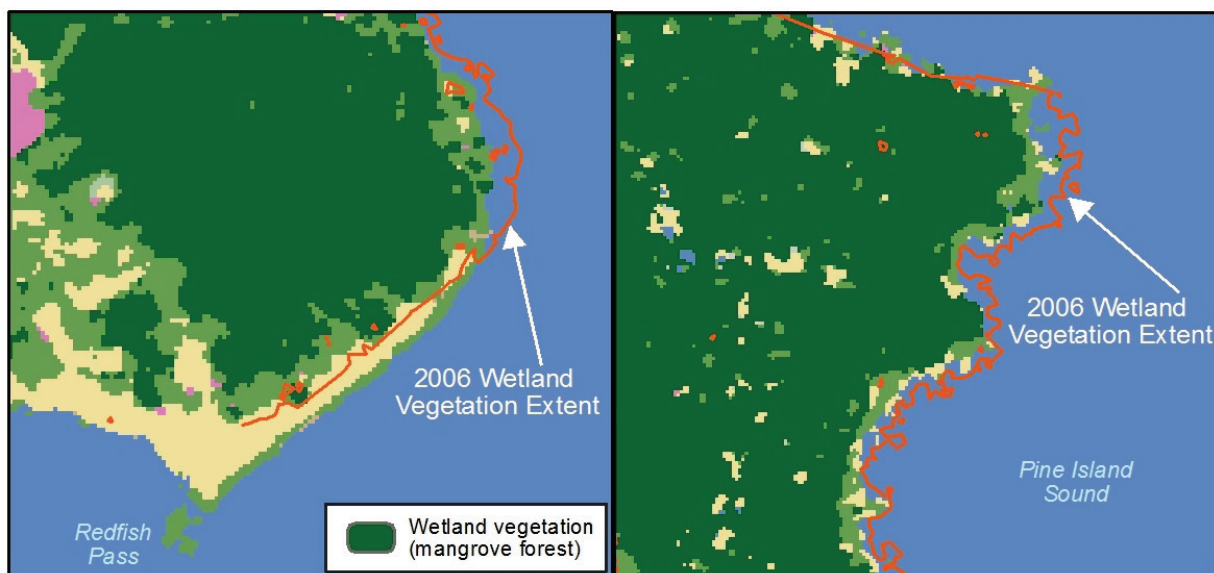 2006 Wetland
Vegetation Extent
Redfish
Pass
Wetland vegetation
(mangrove forest)
2006 Wetland
Vegetation Extent
Pine Island
Sound